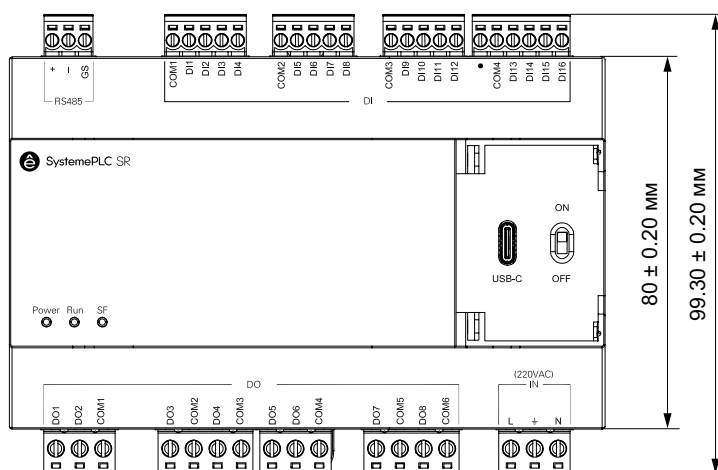 + I GS
RS485
COM1 DI1 DI2 DI3 DI4 COM2 DI5 DI6 DI7 DI8 COM3 DI9 DI10 DI11 DI12 • COM4 DI13 DI14 DI15 DI16
DI
ê SystemePLC SR
ON
USB-C OFF
Power Run SF
80 ± 0.20 мм
99.30 ± 0.20 мм
DO
DO1 DO2 COM1 DO3 COM2 DO4 COM3 DO5 DO6 COM4 DO7 COM5 DO8 COM6
(220VAC)
IN
L ⏚ N